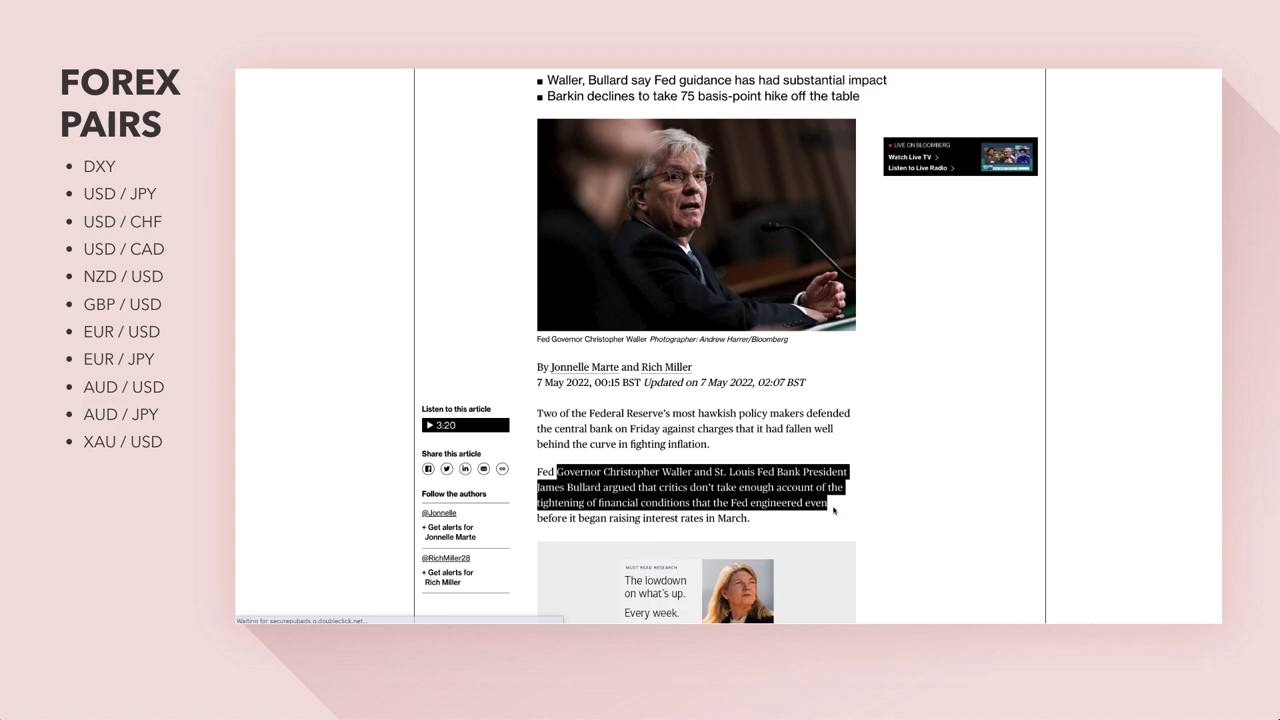 FOREX
PAIRS
• DXY
• USD / JPY
• USD / CHF
• USD / CAD
• NZD / USD
• GBP / USD
• EUR / USD
• EUR / JPY
• AUD / USD
• AUD / JPY
• XAU / USD
■ Waller, Bullard say Fed guidance has had substantial impact
■ Barkin declines to take 75 basis-point hike off the table
LIVE ON BLOOMBERG
Watch Live TV >
Listen to Live Radio >
Fed Governor Christopher Waller Photographer: Andrew Harrer/Bloomberg
By Jonnelle Marte and Rich Miller
7 May 2022, 00:15 BST Updated on 7 May 2022, 02:07 BST
Listen to this article
3:20
Share this article
Follow the authors
@Jonnelle
+ Get alerts for
Jonnelle Marte
@RichMiller28
+ Get alerts for
Rich Miller
Two of the Federal Reserve’s most hawkish policy makers defended
the central bank on Friday against charges that it had fallen well
behind the curve in fighting inflation.
Fed Governor Christopher Waller and St. Louis Fed Bank President
James Bullard argued that critics don’t take enough account of the
tightening of financial conditions that the Fed engineered even
before it began raising interest rates in March.
MUST READ RESEARCH
The lowdown
on what’s up.
Every week.
Waiting for securepubads.g.doubleclick.net...